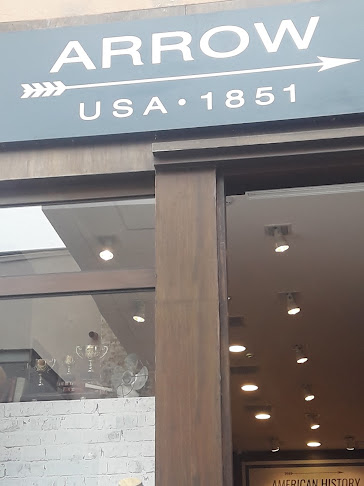 ARROW
USA • 1851
AMERICAN HISTORY